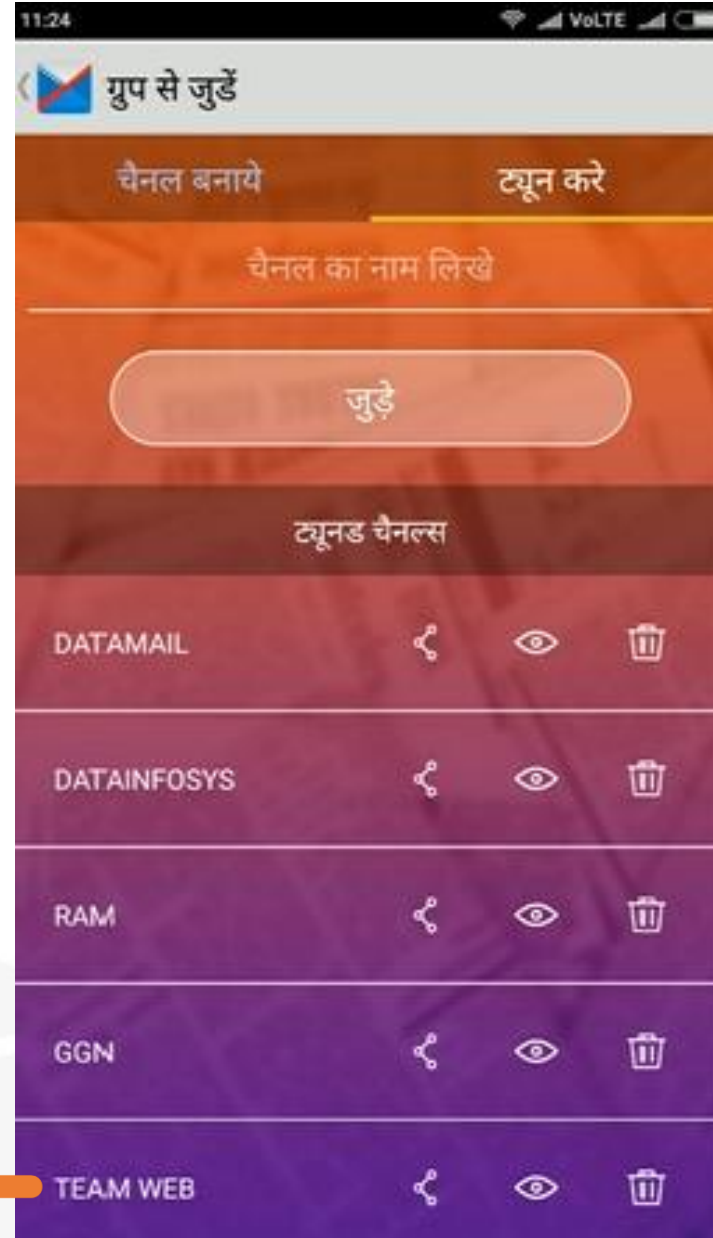 11:24 VoLTE
ग्रुप से जुडें
चैनल बनाये ट्यून करे
चैनल का नाम लिखे
जुड़े
ट्यूनड चैनल्स
DATAMAIL
DATAINFOSYS
RAM
GGN
TEAM WEB